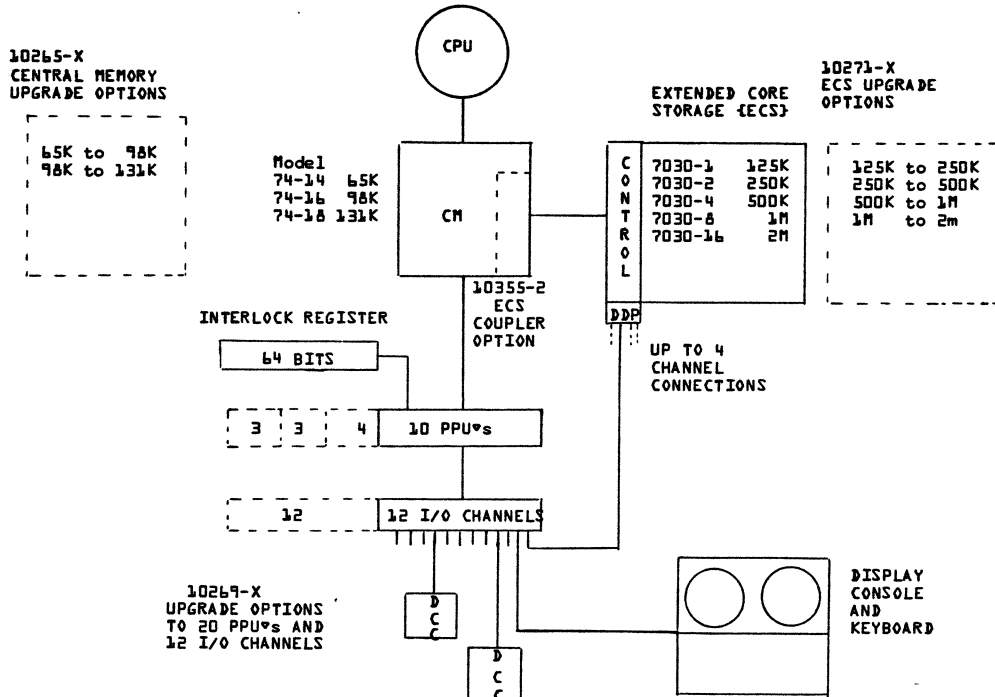 CPU
10265-X
CENTRAL MEMORY
UPGRADE OPTIONS
65K to 98K
98K to 131K
Model
74-14 65K
74-16 98K
74-18 131K
CM
10355-2
ECS
COUPLER
OPTION
EXTENDED CORE
STORAGE {ECS}
CONTROL
7030-1 125K
7030-2 250K
7030-4 500K
7030-8 1M
7030-16 2M
DDP
UP TO 4
CHANNEL
CONNECTIONS
10271-X
ECS UPGRADE
OPTIONS
125K to 250K
250K to 500K
500K to 1M
1M to 2m
INTERLOCK REGISTER
64 BITS
3 3 4 10 PPU▾s
12 12 I/O CHANNELS
10269-X
UPGRADE OPTIONS
TO 20 PPU▾s AND
12 I/O CHANNELS
DCC
DCC
DISPLAY
CONSOLE
AND
KEYBOARD